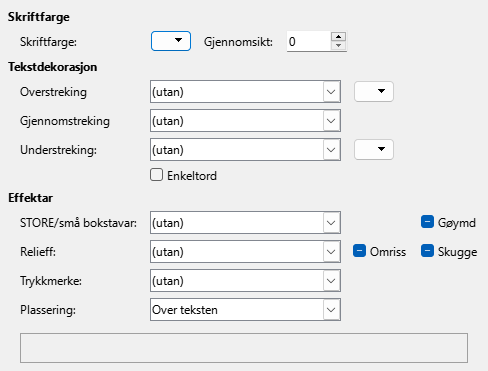 Skriftfarge
Skriftfarge: Gjennomsikt: 0
Tekstdekorasjon
Overstreking (utan)
Gjennomstreking (utan)
Understreking: (utan)
Enkeltord
Effektar
STORE/små bokstavar: (utan) Gøymd
Relieff: (utan) Omriss Skugge
Trykkmerke: (utan)
Plassering: Over teksten